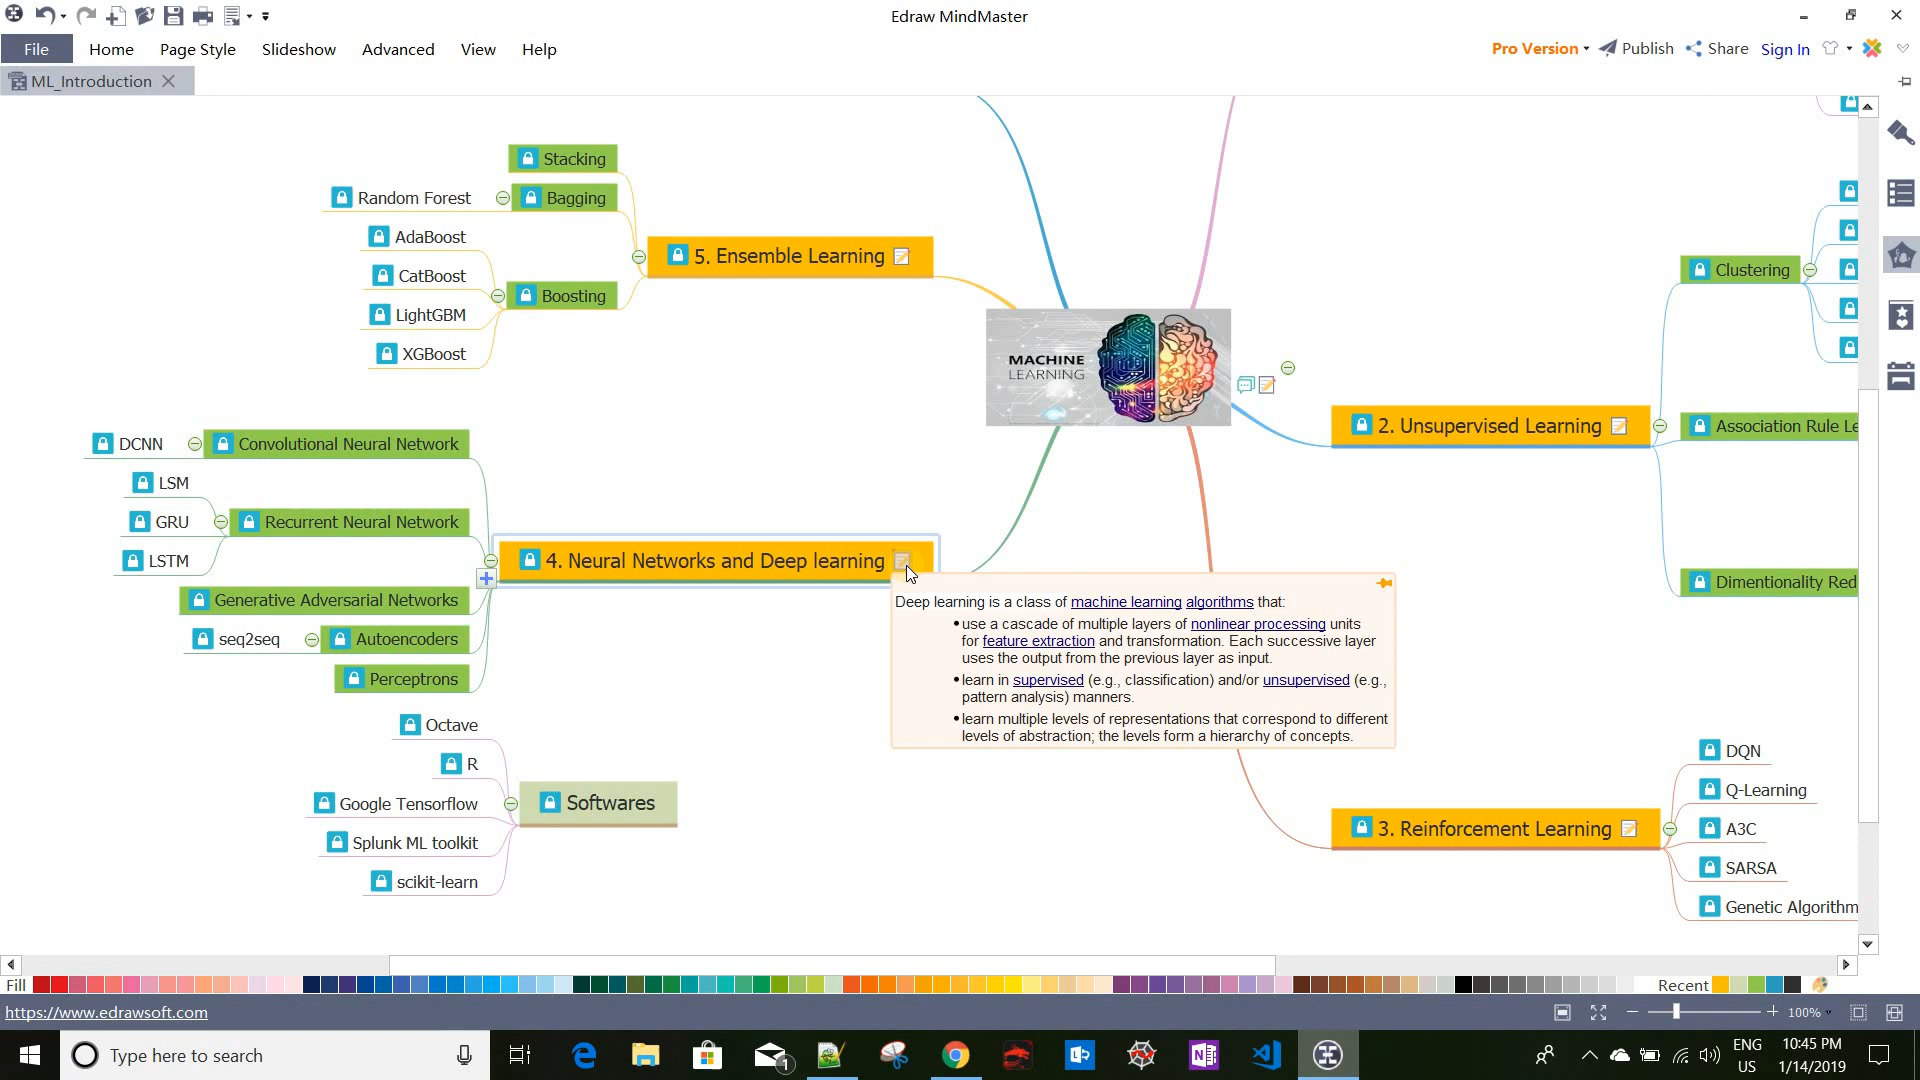 Edraw MindMaster
File Home Page Style Slideshow Advanced View Help
Pro Version Publish Share Sign In
ML_Introduction
Stacking
Random Forest
Bagging
AdaBoost
CatBoost
LightGBM
XGBoost
Boosting
5. Ensemble Learning
MACHINE
LEARNING
Clustering
2. Unsupervised Learning
Association Rule Le
Dimentionality Red
DCNN
Convolutional Neural Network
LSM
GRU
LSTM
Recurrent Neural Network
Generative Adversarial Networks
seq2seq
Autoencoders
Perceptrons
4. Neural Networks and Deep learning
Deep learning is a class of machine learning algorithms that:
•use a cascade of multiple layers of nonlinear processing units
for feature extraction and transformation. Each successive layer
uses the output from the previous layer as input.
•learn in supervised (e.g., classification) and/or unsupervised (e.g.,
pattern analysis) manners.
•learn multiple levels of representations that correspond to different
levels of abstraction; the levels form a hierarchy of concepts.
Octave
R
Google Tensorflow
Splunk ML toolkit
scikit-learn
Softwares
3. Reinforcement Learning
DQN
Q-Learning
A3C
SARSA
Genetic Algorithm
Fill
Recent
https://www.edrawsoft.com
100%
Type here to search
1
ENG
US
10:45 PM
1/14/2019